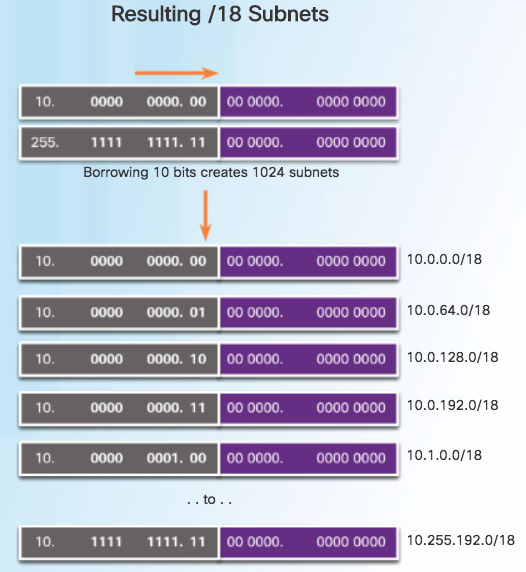 Resulting /18 Subnets
10. 0000 0000. 00 00 0000. 0000 0000
255. 1111 1111. 11 00 0000. 0000 0000
Borrowing 10 bits creates 1024 subnets
10. 0000 0000. 00 00 0000. 0000 0000 10.0.0.0/18
10. 0000 0000. 01 00 0000. 0000 0000 10.0.64.0/18
10. 0000 0000. 10 00 0000. 0000 0000 10.0.128.0/18
10. 0000 0000. 11 00 0000. 0000 0000 10.0.192.0/18
10. 0000 0001. 00 00 0000. 0000 0000 10.1.0.0/18
. . to . .
10. 1111 1111. 11 00 0000. 0000 0000 10.255.192.0/18